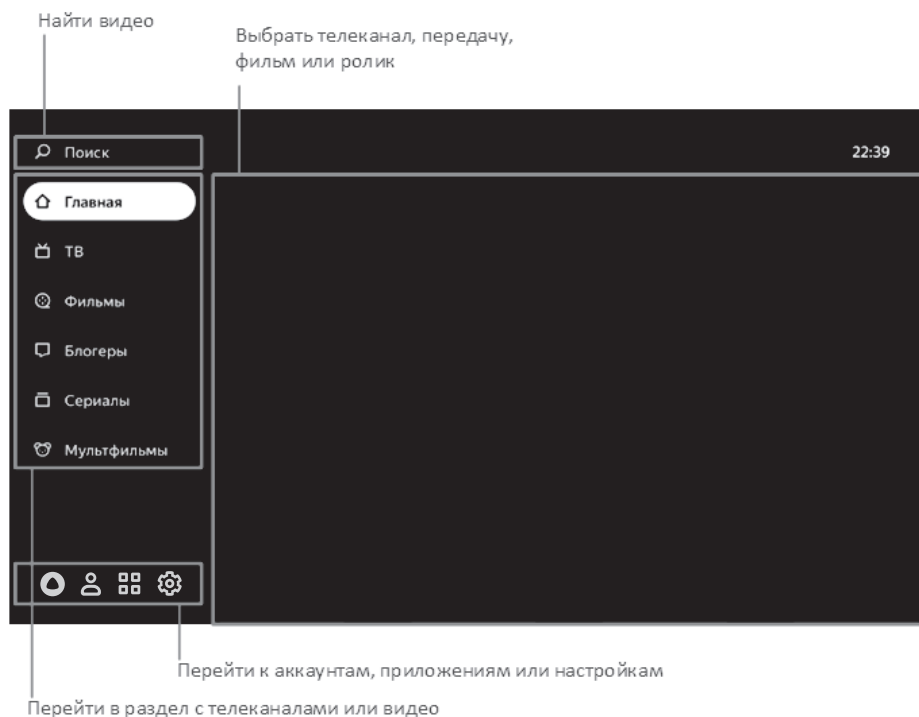 Найти видео
Выбрать телеканал, передачу,
фильм или ролик
Поиск
22:39
Главная
ТВ
Фильмы
Блогеры
Сериалы
Мультфильмы
Перейти к аккаунтам, приложениям или настройкам
Перейти в раздел с телеканалами или видео